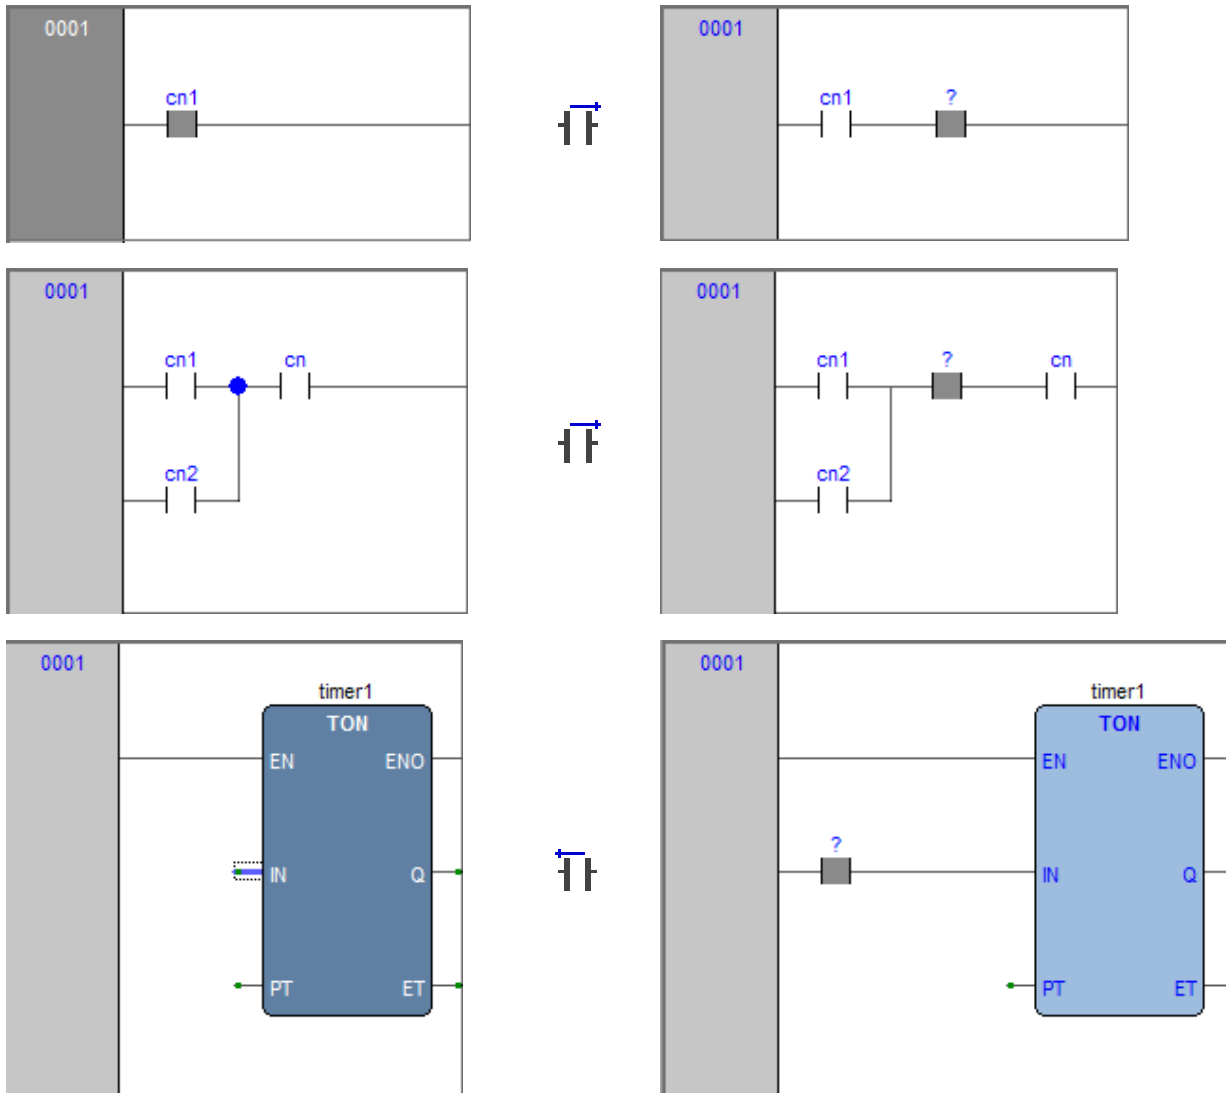 0001
cn1
0001
cn1 ?
0001
cn1 cn
cn2
0001
cn1 ? cn
cn2
0001
timer1
TON
EN ENO
IN Q
PT ET
0001
timer1
TON
EN ENO
?
IN Q
PT ET